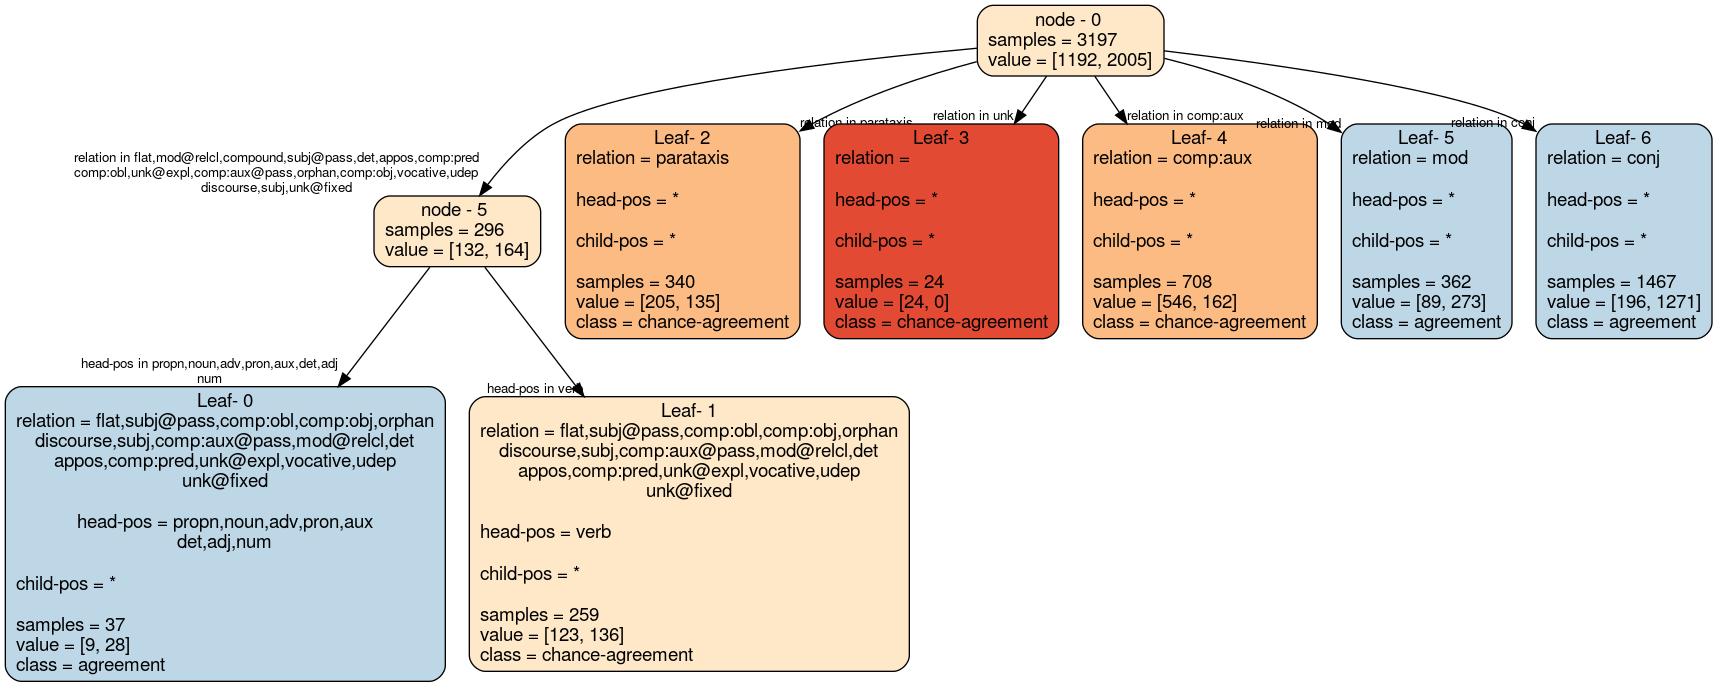 node - 0
samples = 3197
value = [1192, 2005]
relation in flat,mod@relcl,compound,subj@pass,det,appos,comp:pred
comp:obl,unk@expl,comp:aux@pass,orphan,comp:obj,vocative,udep
discourse,subj,unk@fixed
relation in parataxis
relation in unk
relation in comp:aux
relation in mod
relation in conj
node - 5
samples = 296
value = [132, 164]
Leaf- 2
relation = parataxis
head-pos = *
child-pos = *
samples = 340
value = [205, 135]
class = chance-agreement
Leaf- 3
relation =
head-pos = *
child-pos = *
samples = 24
value = [24, 0]
class = chance-agreement
Leaf- 4
relation = comp:aux
head-pos = *
child-pos = *
samples = 708
value = [546, 162]
class = chance-agreement
Leaf- 5
relation = mod
head-pos = *
child-pos = *
samples = 362
value = [89, 273]
class = agreement
Leaf- 6
relation = conj
head-pos = *
child-pos = *
samples = 1467
value = [196, 1271]
class = agreement
head-pos in propn,noun,adv,pron,aux,det,adj
num
head-pos in verb
Leaf- 0
relation = flat,subj@pass,comp:obl,comp:obj,orphan
discourse,subj,comp:aux@pass,mod@relcl,det
appos,comp:pred,unk@expl,vocative,udep
unk@fixed
head-pos = propn,noun,adv,pron,aux
det,adj,num
child-pos = *
samples = 37
value = [9, 28]
class = agreement
Leaf- 1
relation = flat,subj@pass,comp:obl,comp:obj,orphan
discourse,subj,comp:aux@pass,mod@relcl,det
appos,comp:pred,unk@expl,vocative,udep
unk@fixed
head-pos = verb
child-pos = *
samples = 259
value = [123, 136]
class = chance-agreement